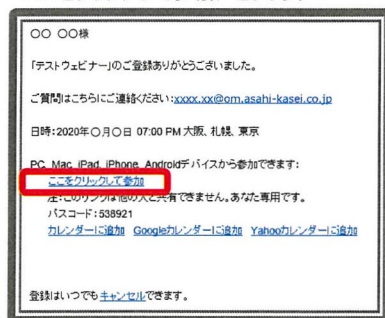 〇〇 〇〇様
「テストウェビナー」のご登録ありがとうございました。
ご質問はこちらにご連絡ください：xxxx.xx@om.asahi-kasei.co.jp
日時：2020年〇月〇日 07:00 PM 大阪、札幌、東京
PC, Mac, iPad, iPhone, Androidデバイスから参加できます：
ここをクリックして参加
注：このリンクは他の人と共有できません。あなた専用です。
パスコード：538921
カレンダーに追加 Googleカレンダーに追加 Yahooカレンダーに追加
登録はいつでもキャンセルできます。